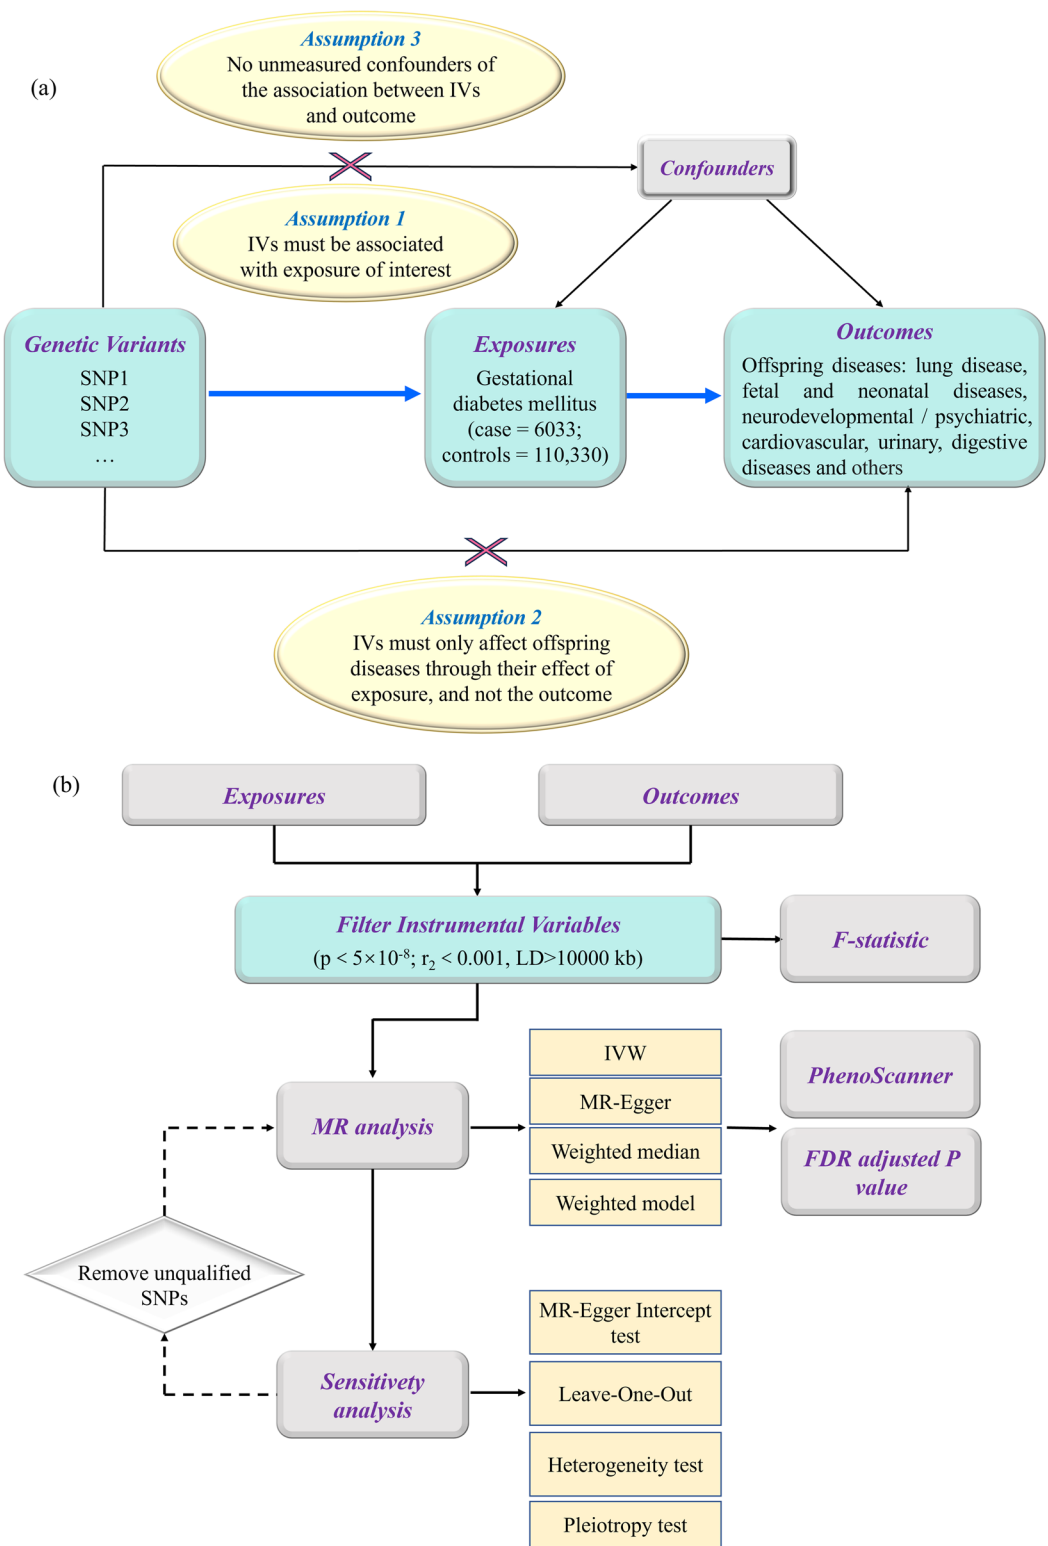 (a)
Assumption 3
No unmeasured confounders of
the association between IVs
and outcome
Confounders
Assumption 1
IVs must be associated
with exposure of interest
Genetic Variants
SNP1
SNP2
SNP3
…
Exposures
Gestational
diabetes mellitus
(case = 6033;
controls = 110,330)
Outcomes
Offspring diseases: lung disease,
fetal and neonatal diseases,
neurodevelopmental / psychiatric,
cardiovascular, urinary, digestive
diseases and others
Assumption 2
IVs must only affect offspring
diseases through their effect of
exposure, and not the outcome
(b)
Exposures
Outcomes
Filter Instrumental Variables
(p < 5×10⁻⁸; r₂ < 0.001, LD>10000 kb)
F-statistic
MR analysis
IVW
MR-Egger
Weighted median
Weighted model
PhenoScanner
FDR adjusted P
value
Remove unqualified
SNPs
Sensitivety
analysis
MR-Egger Intercept
test
Leave-One-Out
Heterogeneity test
Pleiotropy test